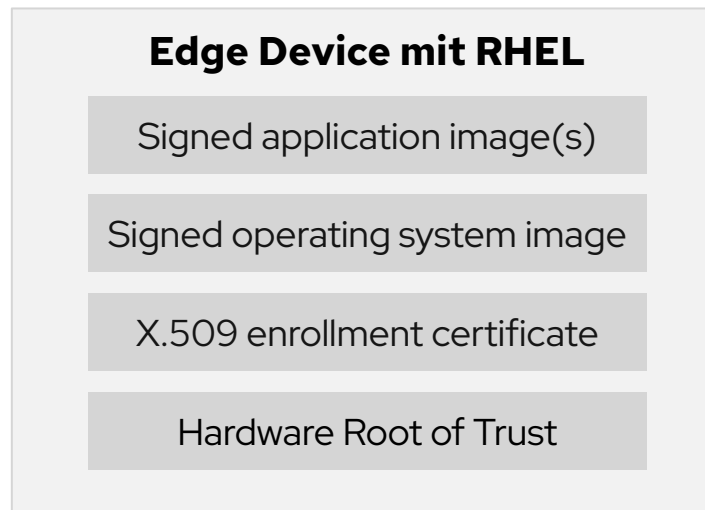 Edge Device mit RHEL
Signed application image(s)
Signed operating system image
X.509 enrollment certificate
Hardware Root of Trust